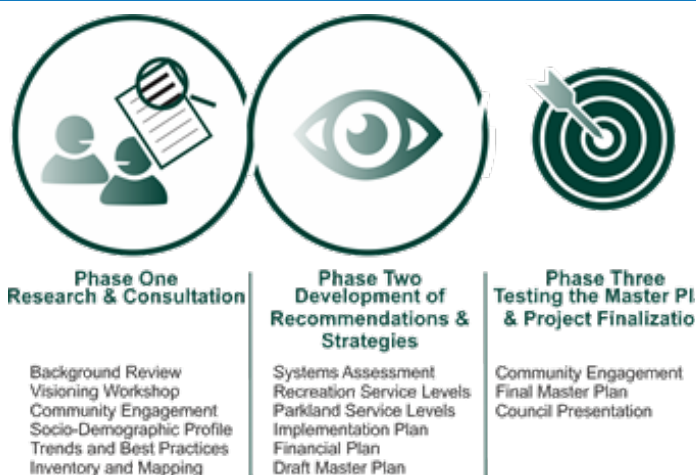 Phase One
Research & Consultation
Background Review
Visioning Workshop
Community Engagement
Socio-Demographic Profile
Trends and Best Practices
Inventory and Mapping
Phase Two
Development of
Recommendations &
Strategies
Systems Assessment
Recreation Service Levels
Parkland Service Levels
Implementation Plan
Financial Plan
Draft Master Plan
Phase Three
Testing the Master
& Project
Community Engagement
Final Master Plan
Council Presentation